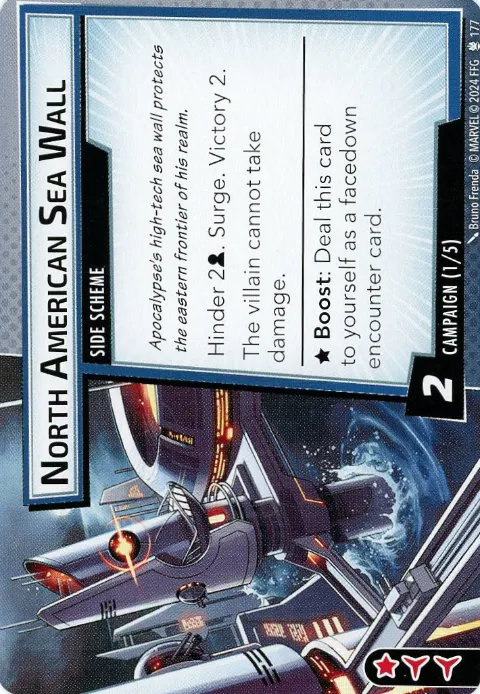 NORTH AMERICAN SEA WALL
SIDE SCHEME
Apocalypse's high-tech sea wall protects
the eastern frontier of his realm.
Hinder 2. Surge. Victory 2.
The villain cannot take
damage.
★ Boost: Deal this card
to yourself as a facedown
encounter card.
2
CAMPAIGN (1/5)
Bruno Frenda © MARVEL © 2024 FFG 177